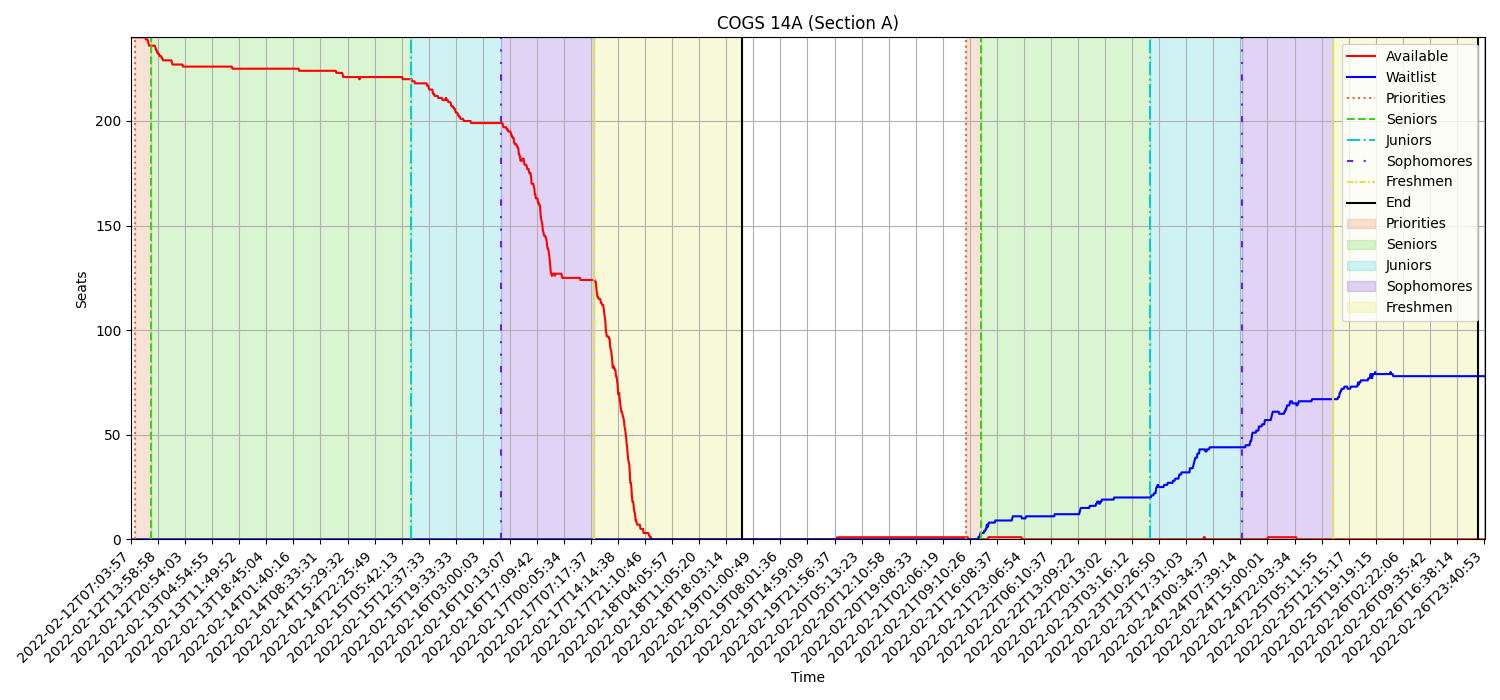 COGS 14A (Section A)
Seats
200
150
100
50
0
Available
Waitlist
Priorities
Seniors
Juniors
Sophomores
Freshmen
End
Priorities
Seniors
Juniors
Sophomores
Freshmen
2022-02-12T07:03:57
2022-02-12T13:58:58
2022-02-12T20:54:03
2022-02-13T04:54:55
2022-02-13T11:49:52
2022-02-13T18:45:04
2022-02-14T01:40:16
2022-02-14T08:33:31
2022-02-14T15:29:32
2022-02-14T22:25:49
2022-02-15T05:42:13
2022-02-15T12:37:33
2022-02-15T19:33:33
2022-02-16T03:00:03
2022-02-16T10:13:07
2022-02-16T17:09:42
2022-02-17T00:05:34
2022-02-17T07:17:37
2022-02-17T14:14:38
2022-02-17T21:10:46
2022-02-18T04:05:57
2022-02-18T11:05:20
2022-02-18T18:03:14
2022-02-19T01:00:49
2022-02-19T08:01:36
2022-02-19T14:59:09
2022-02-19T21:56:37
2022-02-20T05:13:23
2022-02-20T12:10:58
2022-02-20T19:08:33
2022-02-21T02:06:19
2022-02-21T09:10:26
2022-02-21T16:08:37
2022-02-21T23:06:54
2022-02-22T06:10:37
2022-02-22T13:09:22
2022-02-22T20:13:02
2022-02-23T03:16:12
2022-02-23T10:26:50
2022-02-23T17:31:03
2022-02-24T00:34:37
2022-02-24T07:39:14
2022-02-24T15:00:01
2022-02-24T22:03:34
2022-02-25T05:11:55
2022-02-25T12:15:17
2022-02-25T19:19:15
2022-02-26T02:22:06
2022-02-26T09:35:42
2022-02-26T16:38:14
2022-02-26T23:40:53
Time